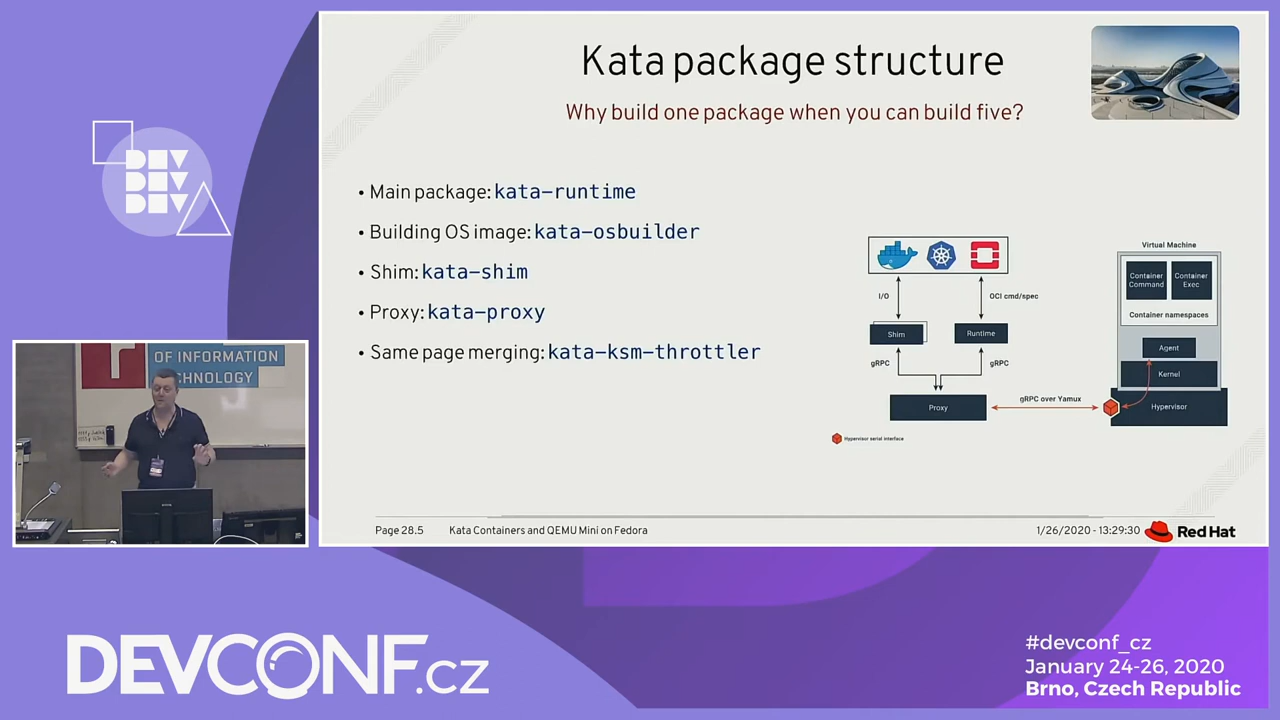 Kata package structure
Why build one package when you can build five?
DEV
DEV
DEV
• Main package: kata-runtime
• Building OS image: kata-osbuilder
• Shim: kata-shim
• Proxy: kata-proxy
• Same page merging: kata-ksm-throttler
I/O
OCI cmd/spec
Shim
Runtime
gRPC
gRPC
Proxy
gRPC over Yamux
Hypervisor serial interface
Virtual Machine
Container Command
Container Exec
Container namespaces
Agent
Kernel
Hypervisor
OF INFORMATION
TECHNOLOGY
Page 28.5
Kata Containers and QEMU Mini on Fedora
1/26/2020 - 13:29:30
Red Hat
DEVCONF.cz
#devconf_cz
January 24-26, 2020
Brno, Czech Republic